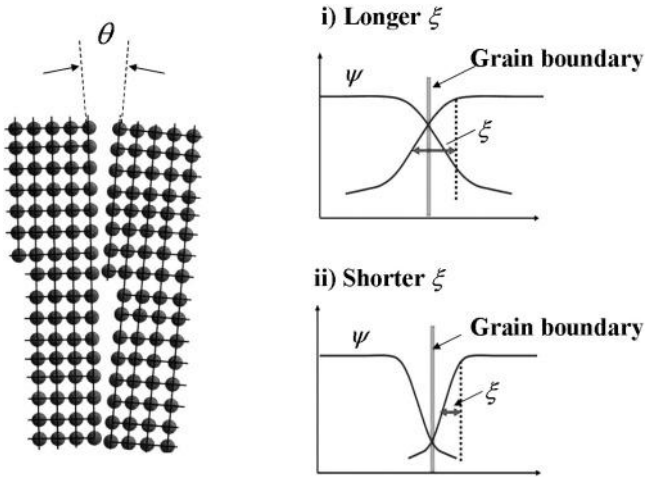 θ
i) Longer ξ
Grain boundary
ψ
ξ
ii) Shorter ξ
Grain boundary
ψ
ξ